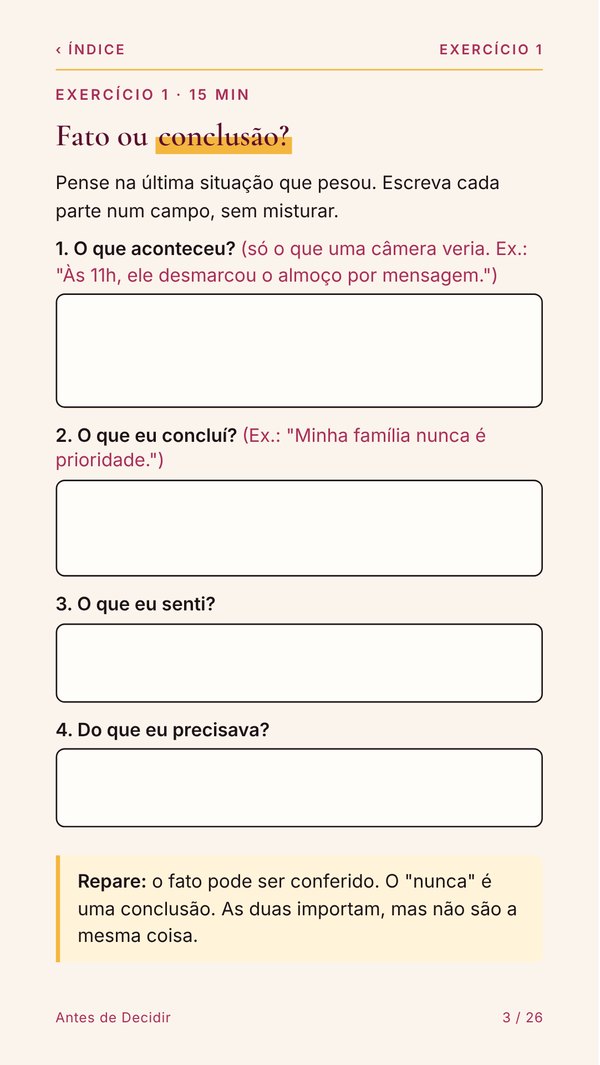 ‹ ÍNDICE
EXERCÍCIO 1
EXERCÍCIO 1 · 15 MIN
Fato ou conclusão?
Pense na última situação que pesou. Escreva cada
parte num campo, sem misturar.
1. O que aconteceu? (só o que uma câmera veria. Ex.:
"Às 11h, ele desmarcou o almoço por mensagem.")
2. O que eu concluí? (Ex.: "Minha família nunca é
prioridade.")
3. O que eu senti?
4. Do que eu precisava?
Repare: o fato pode ser conferido. O "nunca" é
uma conclusão. As duas importam, mas não são a
mesma coisa.
Antes de Decidir
3 / 26